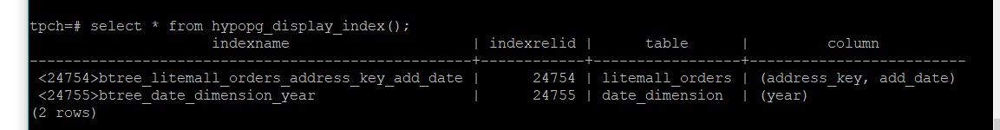 tpch=# select * from hypopg_display_index();
                    indexname                     | indexrelid |     table      |         column
--------------------------------------------------+------------+----------------+-------------------------
 <24754>btree_litemall_orders_address_key_add_date |      24754 | litemall_orders | (address_key, add_date)
 <24755>btree_date_dimension_year                  |      24755 | date_dimension  | (year)
(2 rows)